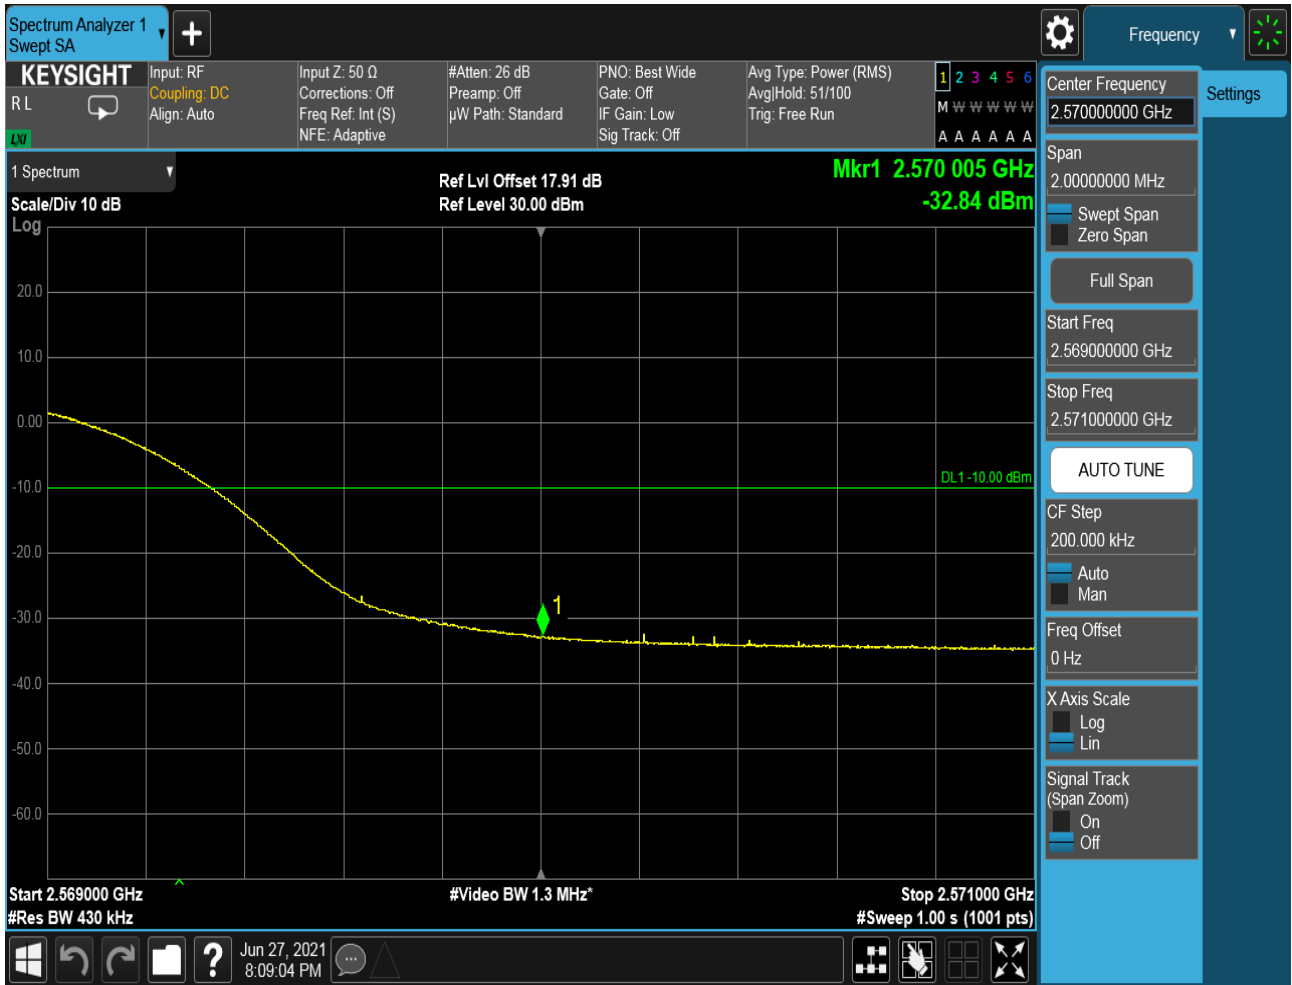 Spectrum Analyzer 1
Swept SA
Frequency
KEYSIGHT
R L
LXI
Input: RF
Coupling: DC
Align: Auto
Input Z: 50 Ω
Corrections: Off
Freq Ref: Int (S)
NFE: Adaptive
#Atten: 26 dB
Preamp: Off
µW Path: Standard
PNO: Best Wide
Gate: Off
IF Gain: Low
Sig Track: Off
Avg Type: Power (RMS)
Avg|Hold: 51/100
Trig: Free Run
1 2 3 4 5 6
M W W W W W
A A A A A A
1 Spectrum
Scale/Div 10 dB
Log
Ref Lvl Offset 17.91 dB
Ref Level 30.00 dBm
Mkr1 2.570 005 GHz
-32.84 dBm
20.0
10.0
0.00
-10.0
-20.0
-30.0
-40.0
-50.0
-60.0
DL1 -10.00 dBm
1
Start 2.569000 GHz
#Res BW 430 kHz
#Video BW 1.3 MHz*
Stop 2.571000 GHz
#Sweep 1.00 s (1001 pts)
Jun 27, 2021
8:09:04 PM
Center Frequency
2.570000000 GHz
Settings
Span
2.00000000 MHz
Swept Span
Zero Span
Full Span
Start Freq
2.569000000 GHz
Stop Freq
2.571000000 GHz
AUTO TUNE
CF Step
200.000 kHz
Auto
Man
Freq Offset
0 Hz
X Axis Scale
Log
Lin
Signal Track
(Span Zoom)
On
Off